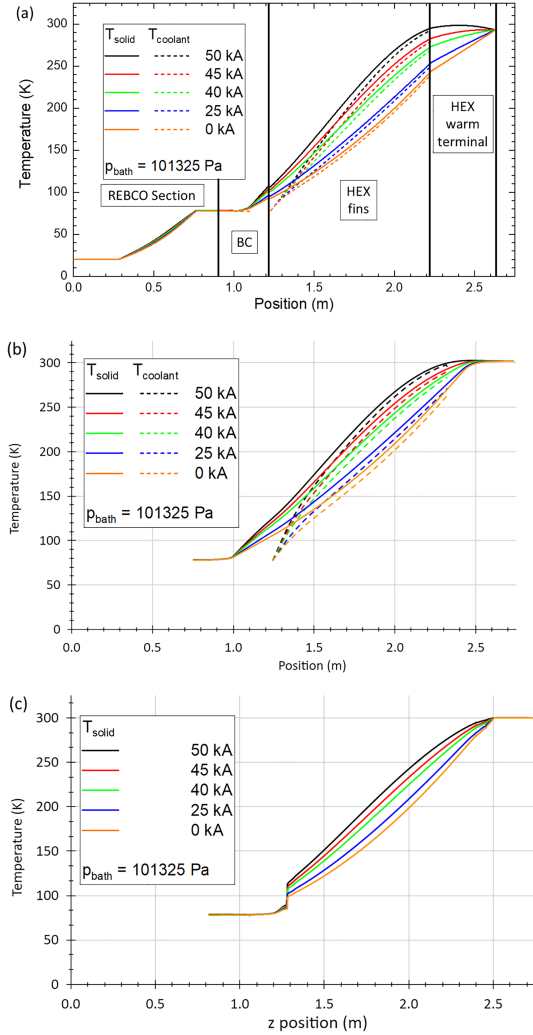 (a)
300
250
200
150
100
50
0
Temperature (K)
T_solid T_coolant
50 kA
45 kA
40 kA
25 kA
0 kA
p_bath = 101325 Pa
REBCO Section
BC
HEX
fins
HEX
warm
terminal
0.0 0.5 1.0 1.5 2.0 2.5
Position (m)
(b)
300
250
200
150
100
50
0
Temperature (K)
T_solid T_coolant
50 kA
45 kA
40 kA
25 kA
0 kA
p_bath = 101325 Pa
0.0 0.5 1.0 1.5 2.0 2.5
Position (m)
(c)
300
250
200
150
100
50
0
Temperature (K)
T_solid
50 kA
45 kA
40 kA
25 kA
0 kA
p_bath = 101325 Pa
0.0 0.5 1.0 1.5 2.0 2.5
z position (m)